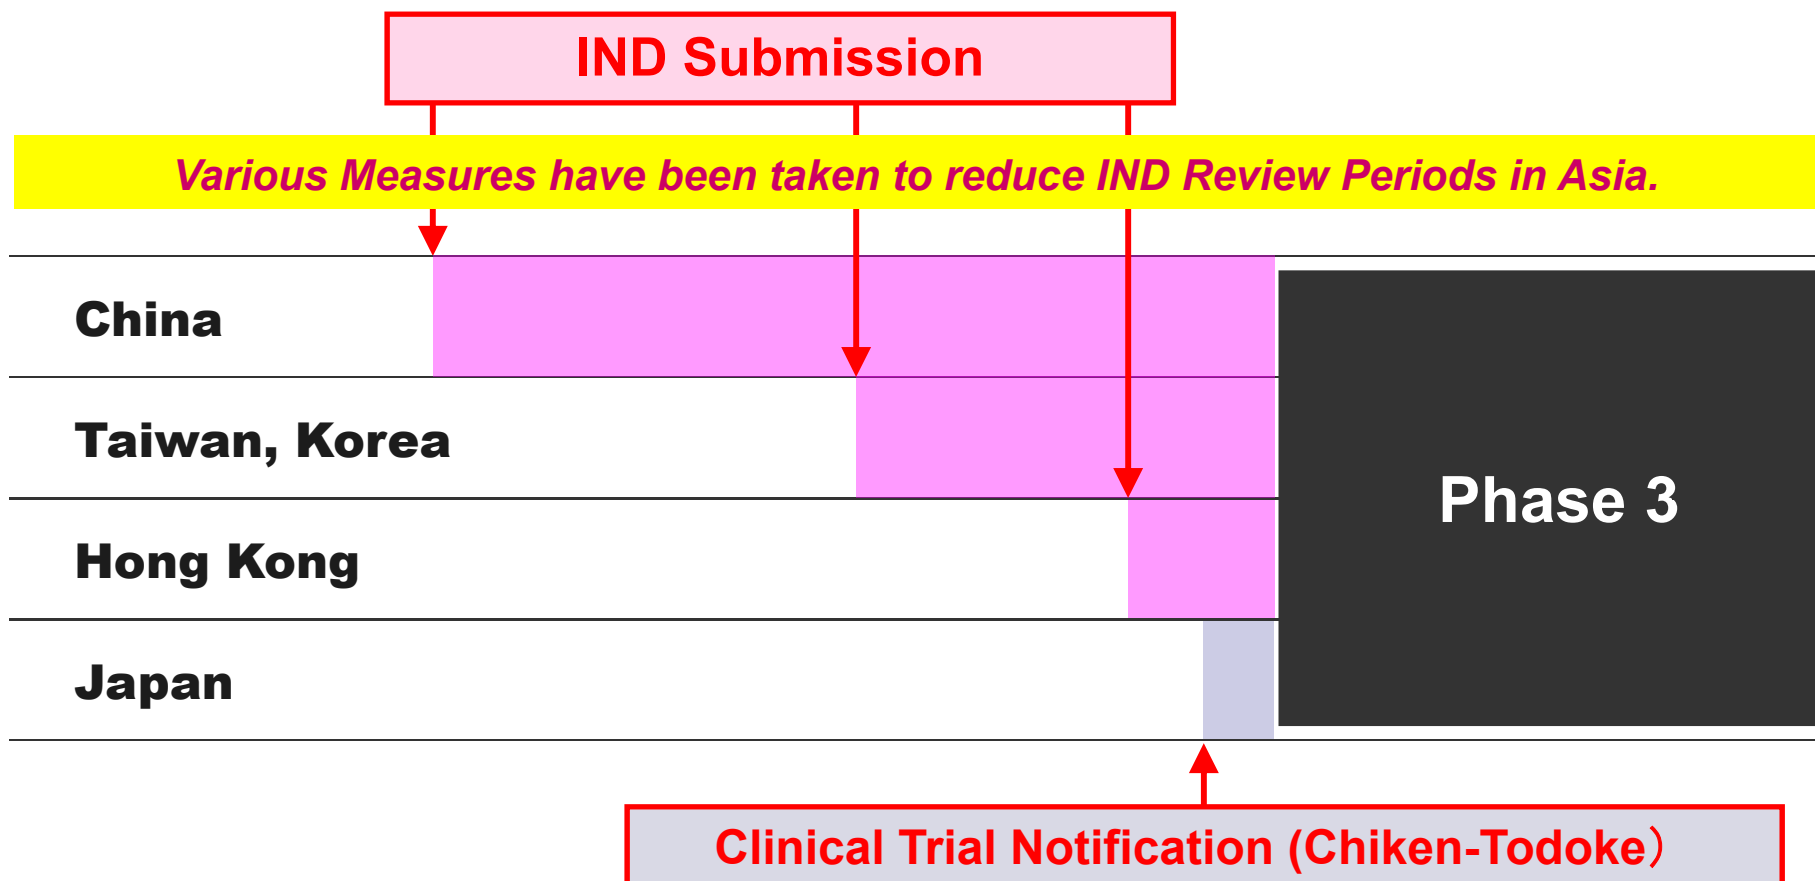 IND Submission
Various Measures have been taken to reduce IND Review Periods in Asia.
China
Taiwan, Korea
Hong Kong
Japan
Phase 3
Clinical Trial Notification (Chiken-Todoke）